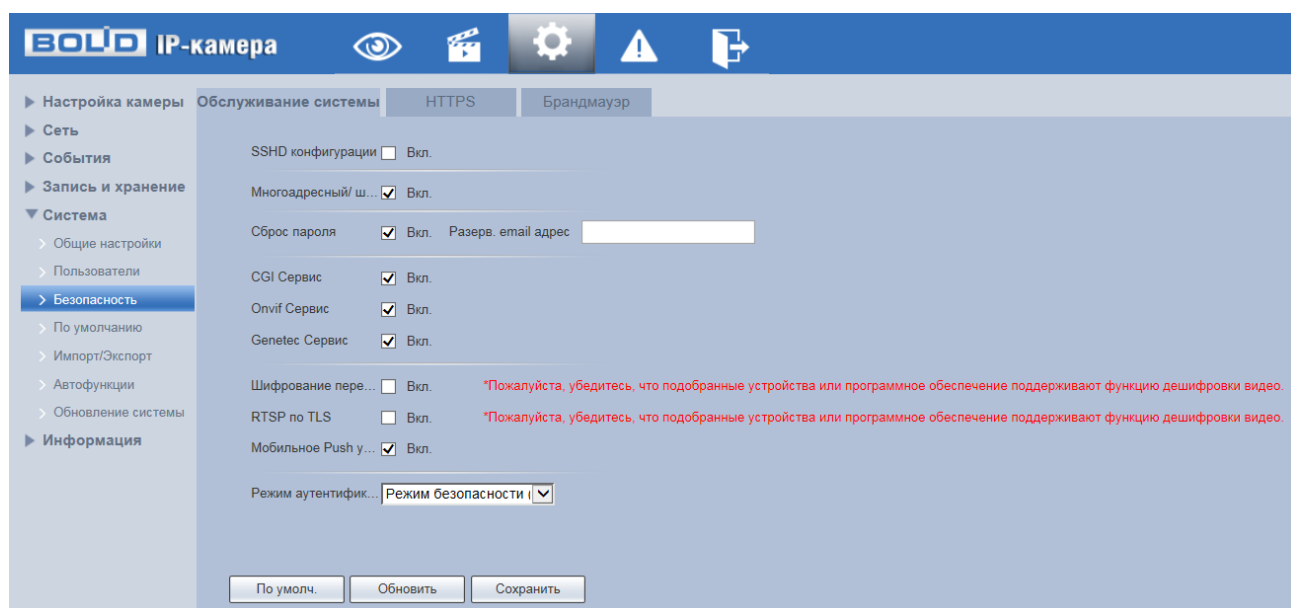 BOLID IP-камера
Настройка камеры
Сеть
События
Запись и хранение
Система
Общие настройки
Пользователи
Безопасность
По умолчанию
Импорт/Экспорт
Автофункции
Обновление системы
Информация
Обслуживание системы HTTPS Брандмауэр
SSHD конфигурации Вкл.
Многоадресный/ ш... Вкл.
Сброс пароля Вкл. Разерв. email адрес
CGI Сервис Вкл.
Onvif Сервис Вкл.
Genetec Сервис Вкл.
Шифрование пере... Вкл. *Пожалуйста, убедитесь, что подобранные устройства или программное обеспечение поддерживают функцию дешифровки видео.
RTSP по TLS Вкл. *Пожалуйста, убедитесь, что подобранные устройства или программное обеспечение поддерживают функцию дешифровки видео.
Мобильное Push у... Вкл.
Режим аутентифик... Режим безопасности (
По умолч. Обновить Сохранить